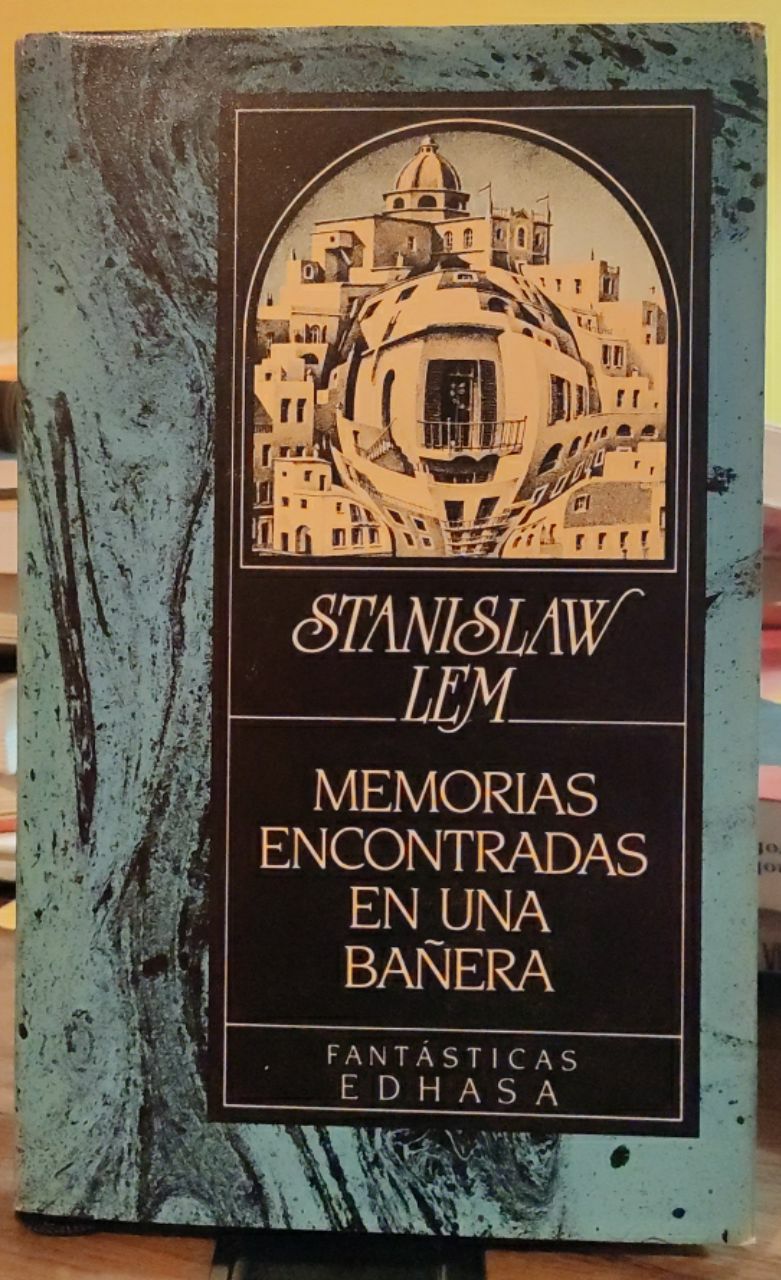 STANISLAW
LEM
MEMORIAS
ENCONTRADAS
EN UNA
BAÑERA
FANTÁSTICAS
EDHASA